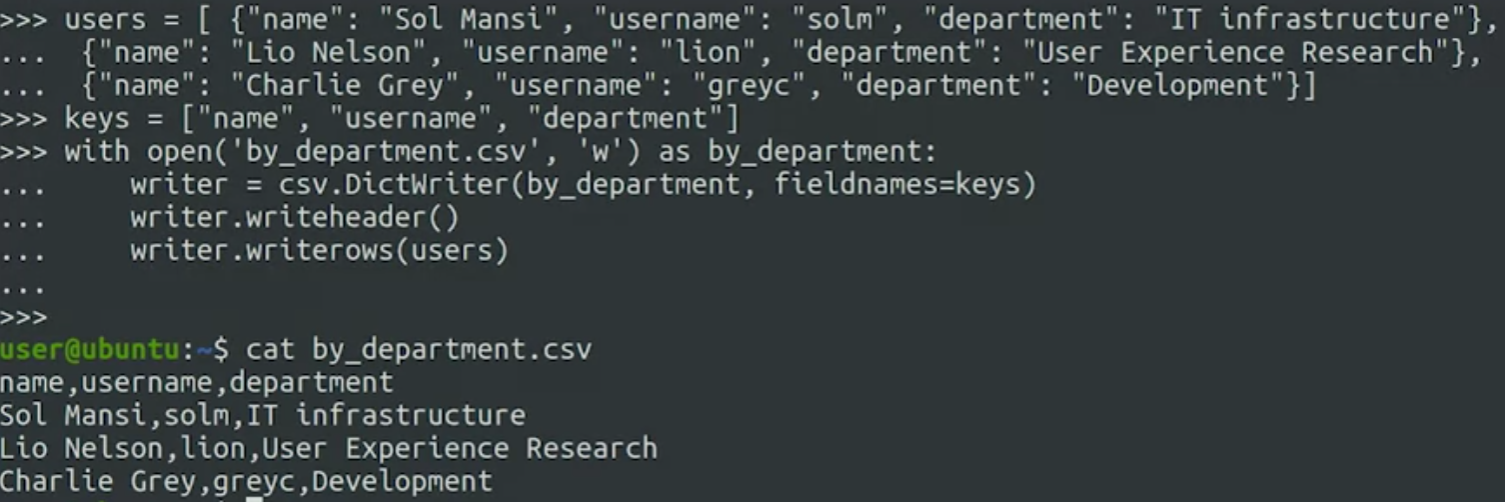 >>> users = [ {"name": "Sol Mansi", "username": "solm", "department": "IT infrastructure"},
...  {"name": "Lio Nelson", "username": "lion", "department": "User Experience Research"},
...  {"name": "Charlie Grey", "username": "greyc", "department": "Development"}]
>>> keys = ["name", "username", "department"]
>>> with open('by_department.csv', 'w') as by_department:
...     writer = csv.DictWriter(by_department, fieldnames=keys)
...     writer.writeheader()
...     writer.writerows(users)
...
>>>
user@ubuntu:~$ cat by_department.csv
name,username,department
Sol Mansi,solm,IT infrastructure
Lio Nelson,lion,User Experience Research
Charlie Grey,greyc,Development